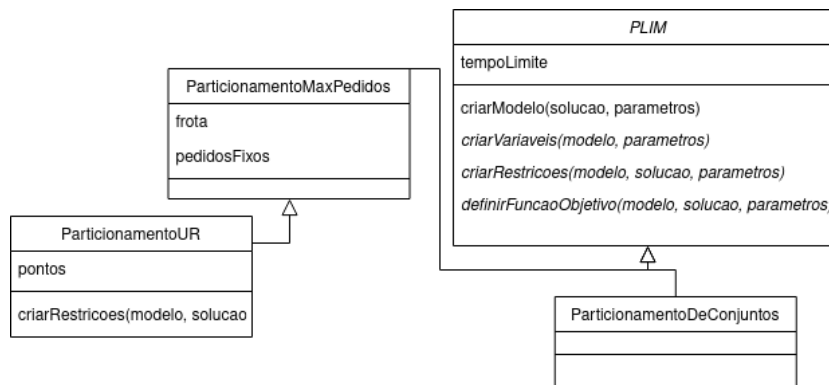 PLIM
tempoLimite
criarModelo(solucao, parametros)
criarVariaveis(modelo, parametros)
criarRestricoes(modelo, solucao, parametros)
definirFuncaoObjetivo(modelo, solucao, parametros)
ParticionamentoMaxPedidos
frota
pedidosFixos
ParticionamentoUR
pontos
criarRestricoes(modelo, solucao
ParticionamentoDeConjuntos